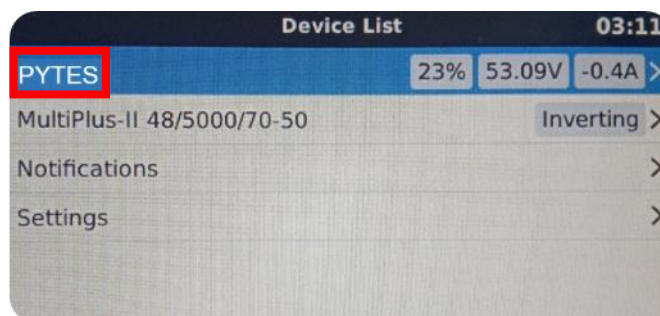 Device List 03:11
PYTES 23% 53.09V -0.4A
MultiPlus-II 48/5000/70-50 Inverting
Notifications
Settings